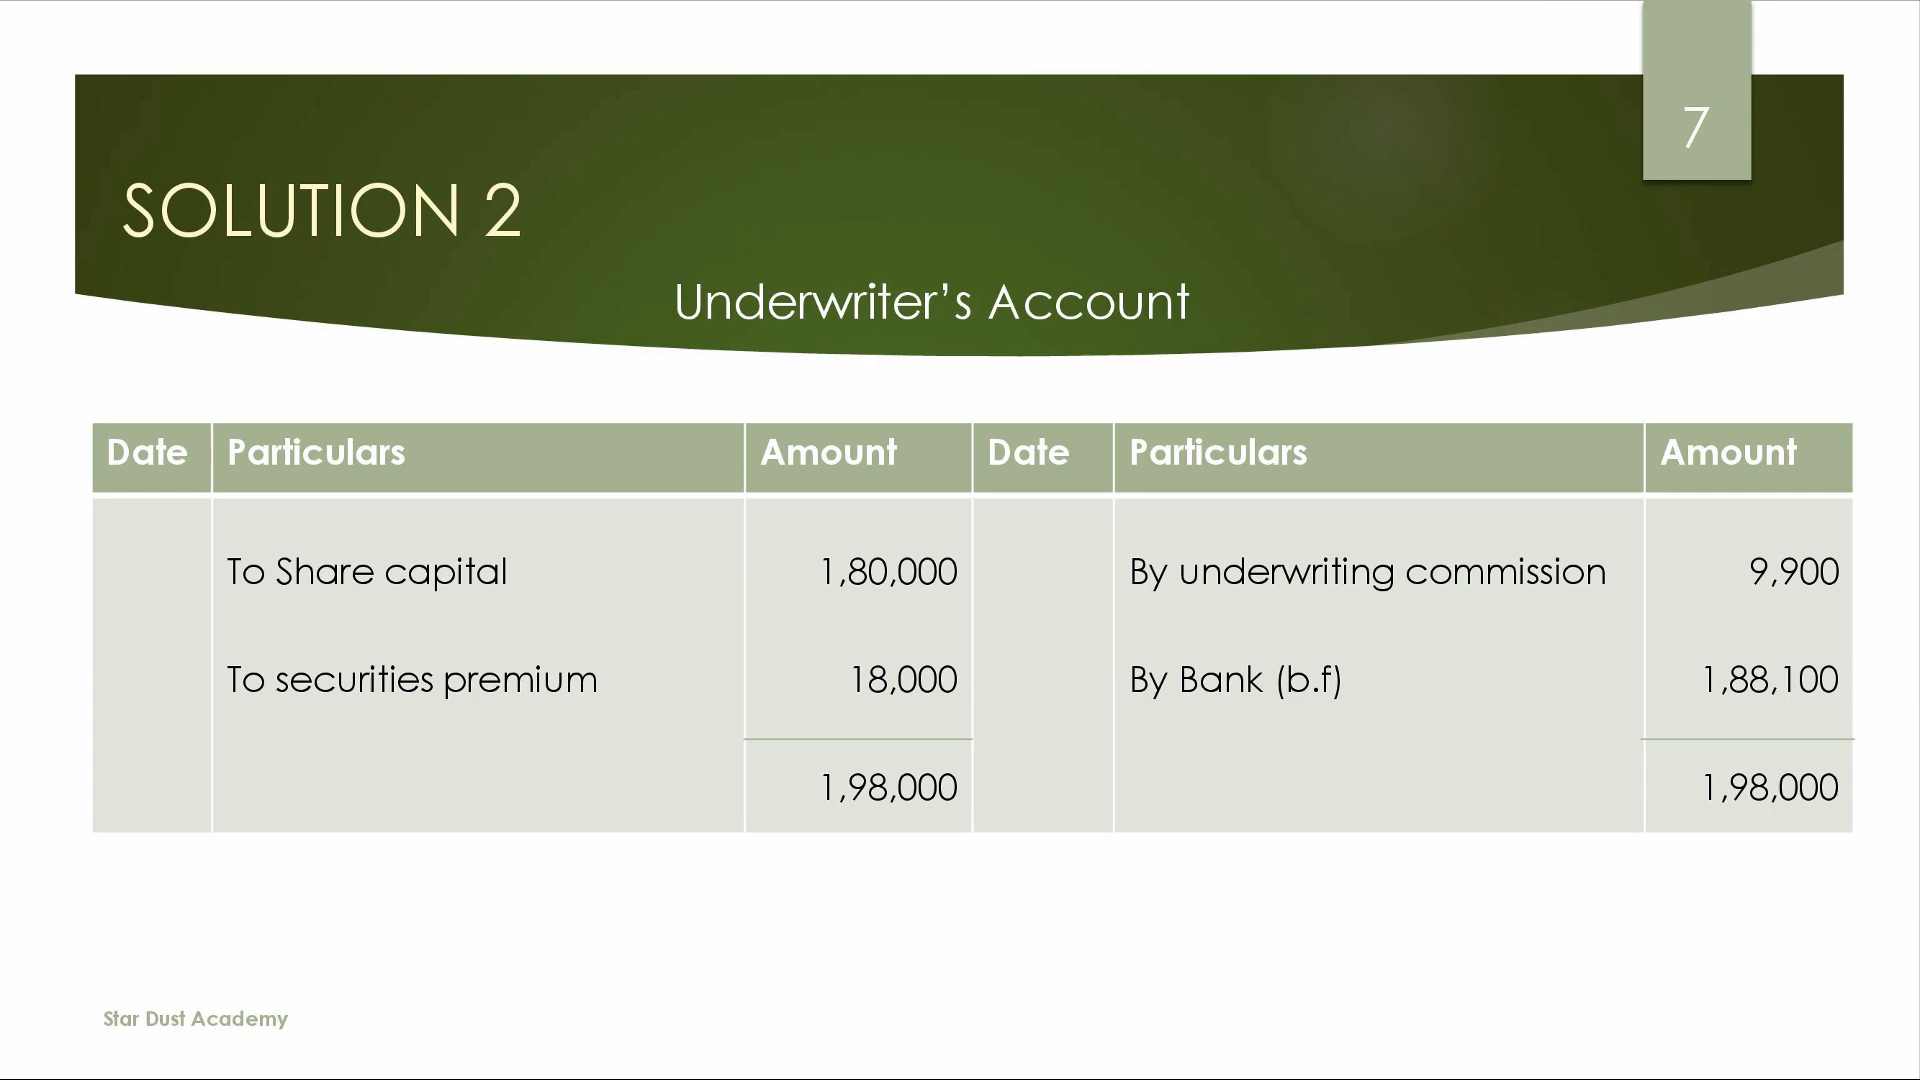 7
SOLUTION 2
Underwriter’s Account
Date Particulars Amount Date Particulars Amount
To Share capital 1,80,000 By underwriting commission 9,900
To securities premium 18,000 By Bank (b.f) 1,88,100
1,98,000 1,98,000
Star Dust Academy